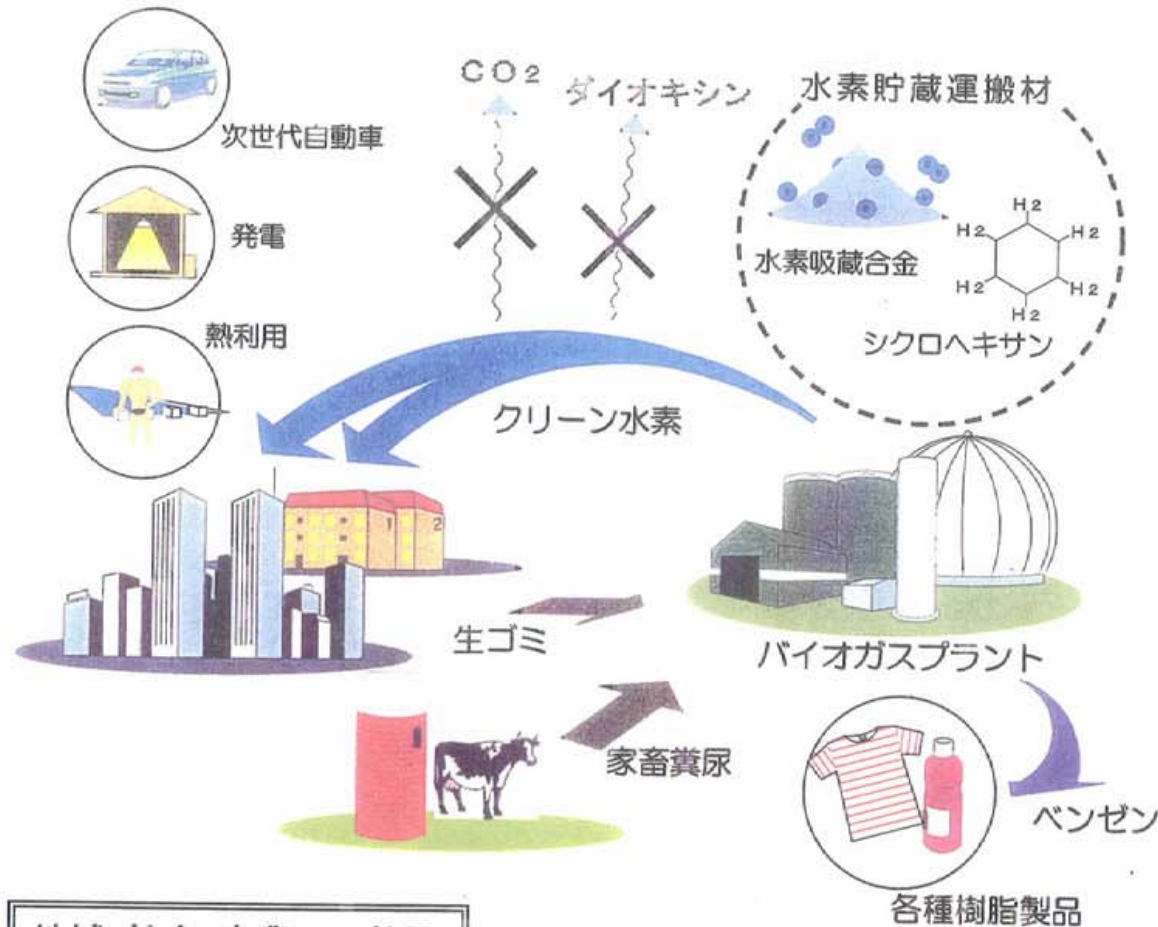 CO2
ダイオキシン
水素貯蔵運搬材
次世代自動車
発電
熱利用
水素吸蔵合金
H2
H2
H2
H2
H2
H2
シクロヘキサン
クリーン水素
1
2
生ゴミ
バイオガスプラント
家畜糞尿
ベンゼン
各種樹脂製品